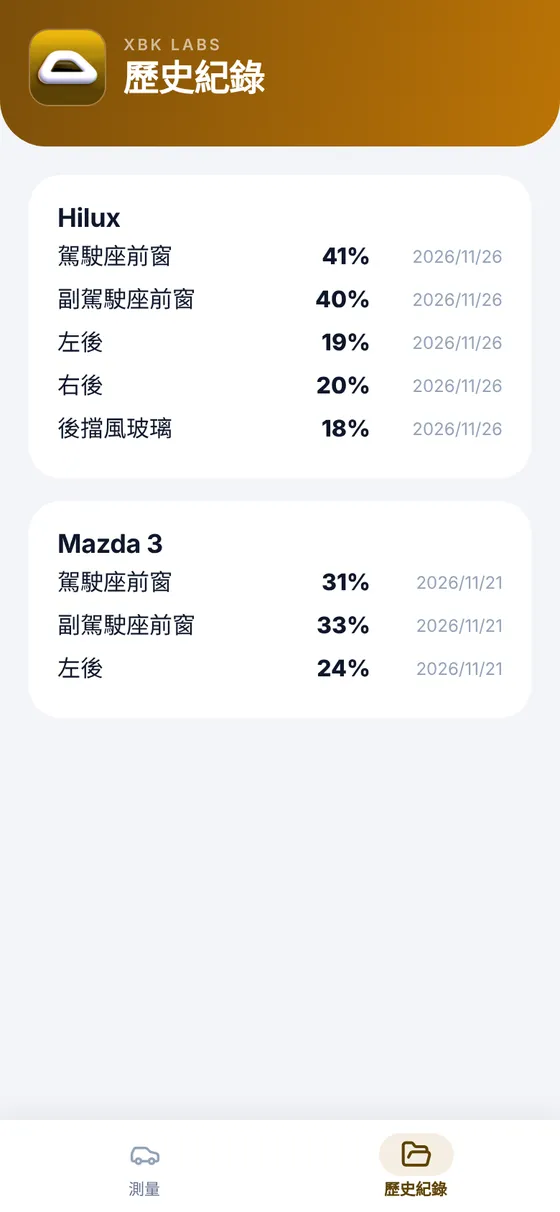 XBK LABS
歷史紀錄
Hilux
駕駛座前窗 41% 2026/11/26
副駕駛座前窗 40% 2026/11/26
左後 19% 2026/11/26
右後 20% 2026/11/26
後擋風玻璃 18% 2026/11/26
Mazda 3
駕駛座前窗 31% 2026/11/21
副駕駛座前窗 33% 2026/11/21
左後 24% 2026/11/21
測量
歷史紀錄